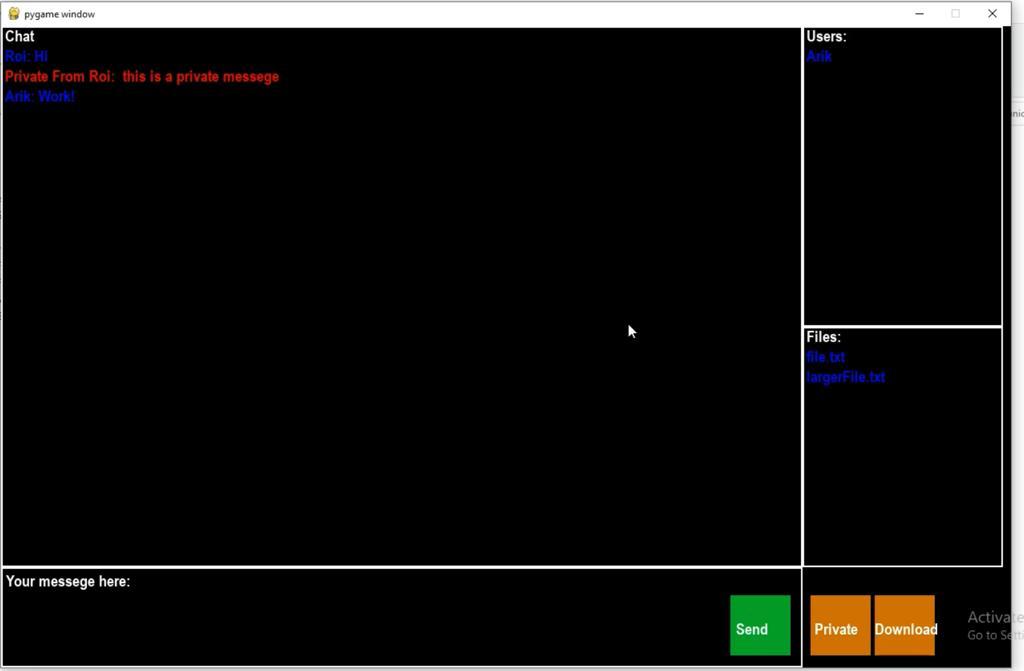 pygame window
Chat
Roi: HI
Private From Roi:  this is a private messege
Arik: Work!
Users:
Arik
Files:
file.txt
largerFile.txt
Your messege here:
Send
Private
Download
Activate
Go to